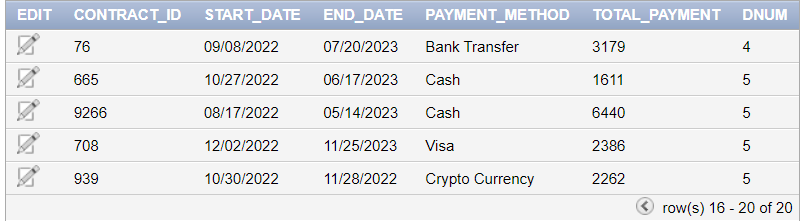 EDIT CONTRACT_ID START_DATE END_DATE PAYMENT_METHOD TOTAL_PAYMENT DNUM
76 09/08/2022 07/20/2023 Bank Transfer 3179 4
665 10/27/2022 06/17/2023 Cash 1611 5
9266 08/17/2022 05/14/2023 Cash 6440 5
708 12/02/2022 11/25/2023 Visa 2386 5
939 10/30/2022 11/28/2022 Crypto Currency 2262 5
row(s) 16 - 20 of 20